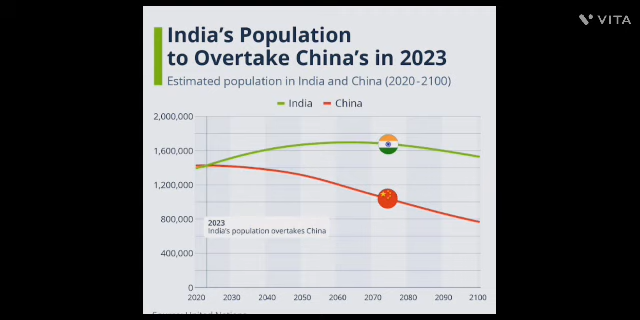 VITA
India's Population
to Overtake China's in 2023
Estimated population in India and China (2020-2100)
India China
2,000,000
1,600,000
1,200,000
800,000
400,000
0
2023
India's population overtakes China
2020 2030 2040 2050 2060 2070 2080 2090 2100